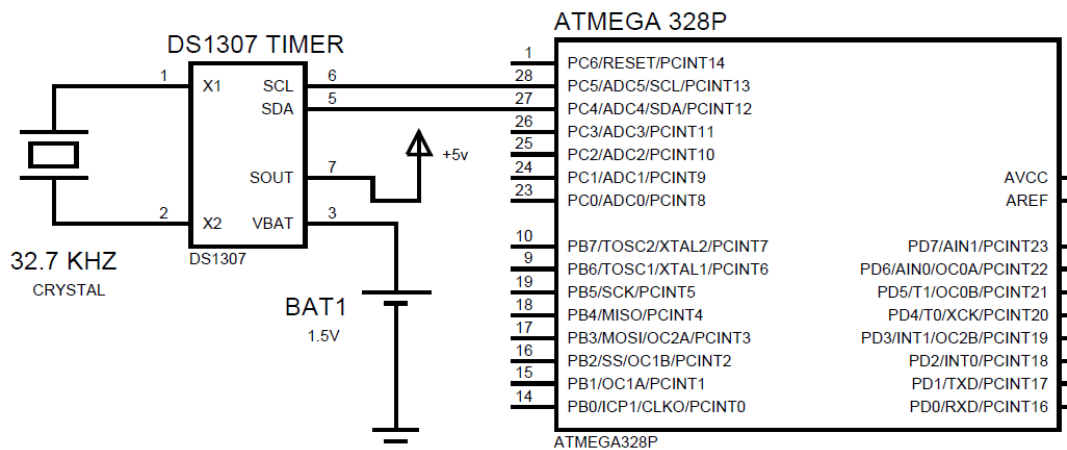 ATMEGA 328P
DS1307 TIMER
1 X1 SCL 6
SDA 5
SOUT 7
2 X2 VBAT 3
DS1307
+5v
32.7 KHZ
CRYSTAL
BAT1
1.5V
1 PC6/RESET/PCINT14
28 PC5/ADC5/SCL/PCINT13
27 PC4/ADC4/SDA/PCINT12
26 PC3/ADC3/PCINT11
25 PC2/ADC2/PCINT10
24 PC1/ADC1/PCINT9 AVCC
23 PC0/ADC0/PCINT8 AREF
10 PB7/TOSC2/XTAL2/PCINT7 PD7/AIN1/PCINT23
9 PB6/TOSC1/XTAL1/PCINT6 PD6/AIN0/OC0A/PCINT22
19 PB5/SCK/PCINT5 PD5/T1/OC0B/PCINT21
18 PB4/MISO/PCINT4 PD4/T0/XCK/PCINT20
17 PB3/MOSI/OC2A/PCINT3 PD3/INT1/OC2B/PCINT19
16 PB2/SS/OC1B/PCINT2 PD2/INT0/PCINT18
15 PB1/OC1A/PCINT1 PD1/TXD/PCINT17
14 PB0/ICP1/CLKO/PCINT0 PD0/RXD/PCINT16
ATMEGA328P